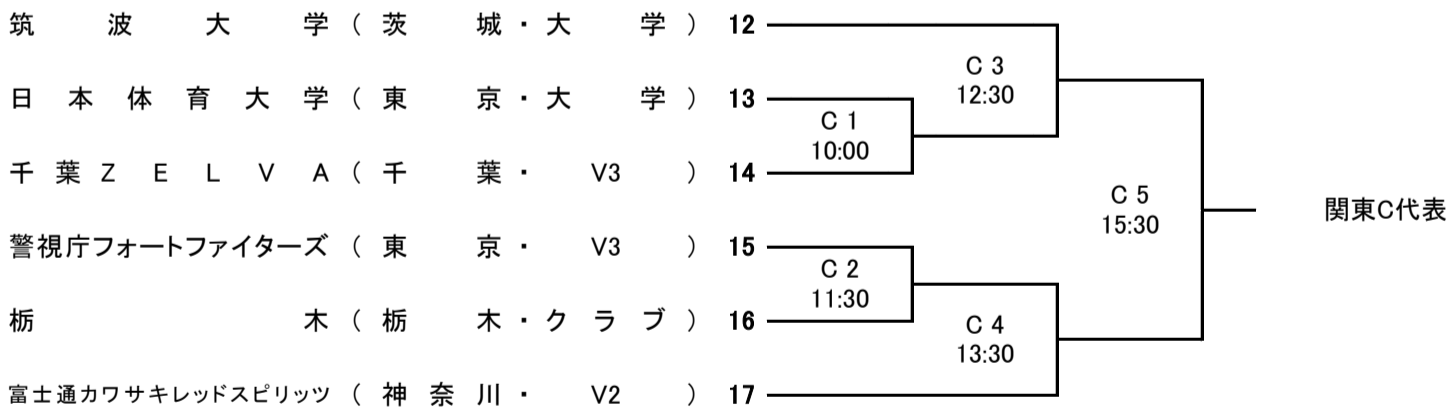 筑波大学(茨城・大学) 12
C 3
12:30
日本体育大学(東京・大学) 13
C 1
10:00
千葉ZELVA(千葉・V3) 14
C 5
15:30
関東C代表
警視庁フォートファイターズ(東京・V3) 15
C 2
11:30
栃木(栃木・クラブ) 16
C 4
13:30
富士通カワサキレッドスピリッツ(神奈川・V2) 17